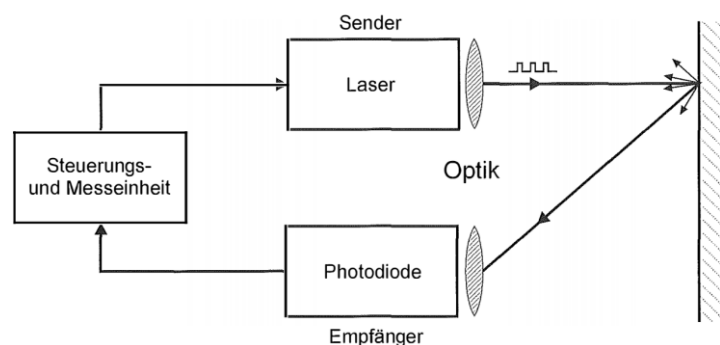 Sender
Laser
Steuerungs-
und Messeinheit
Optik
Photodiode
Empfänger